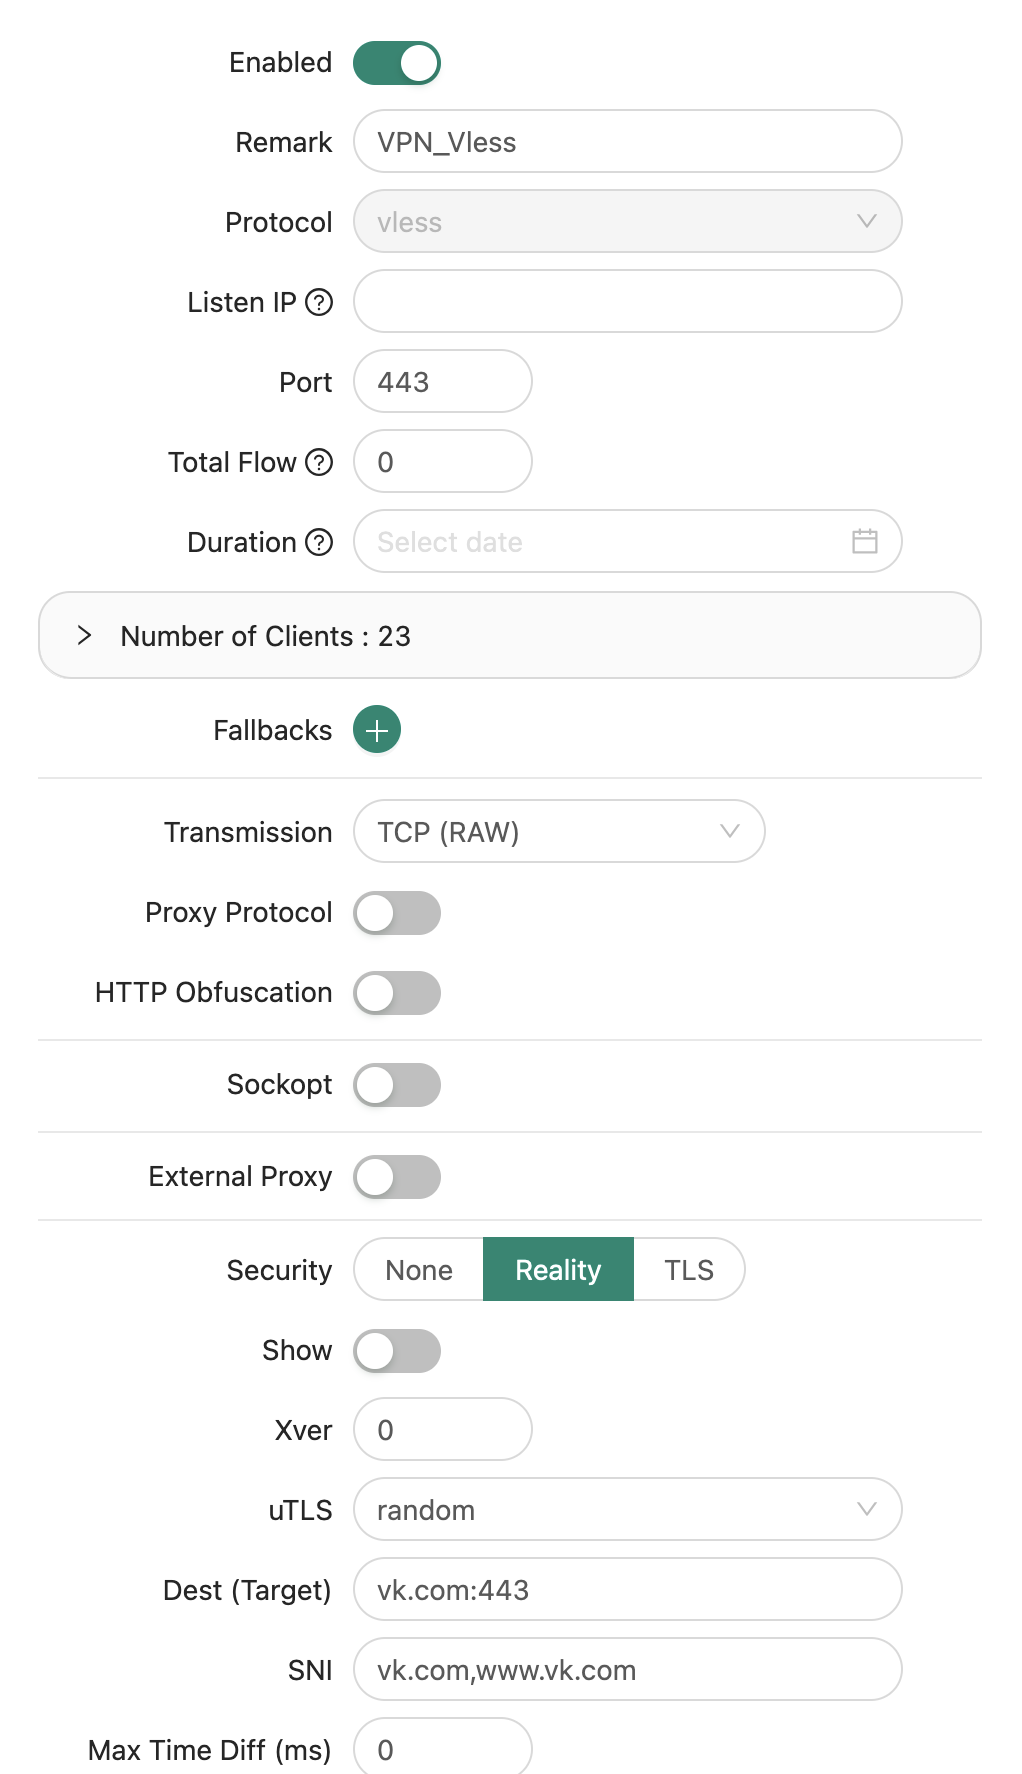 Enabled
Remark VPN_Vless
Protocol vless
Listen IP ?
Port 443
Total Flow ? 0
Duration ? Select date
> Number of Clients : 23
Fallbacks +
Transmission TCP (RAW)
Proxy Protocol
HTTP Obfuscation
Sockopt
External Proxy
Security None Reality TLS
Show
Xver 0
uTLS random
Dest (Target) vk.com:443
SNI vk.com,www.vk.com
Max Time Diff (ms) 0